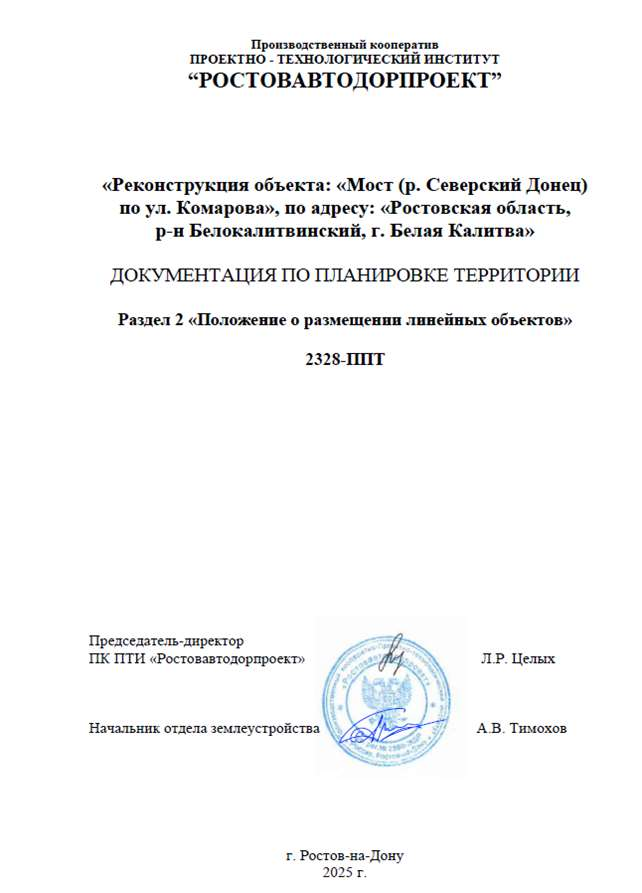 Производственный кооператив
ПРОЕКТНО - ТЕХНОЛОГИЧЕСКИЙ ИНСТИТУТ
“РОСТОВАВТОДОРПРОЕКТ”
«Реконструкция объекта: «Мост (р. Северский Донец)
по ул. Комарова», по адресу: «Ростовская область,
р-н Белокалитвинский, г. Белая Калитва»
ДОКУМЕНТАЦИЯ ПО ПЛАНИРОВКЕ ТЕРРИТОРИИ
Раздел 2 «Положение о размещении линейных объектов»
2328-ППТ
Председатель-директор
ПК ПТИ «Ростовавтодорпроект» Л.Р. Целых
Начальник отдела землеустройства А.В. Тимохов
г. Ростов-на-Дону
2025 г.